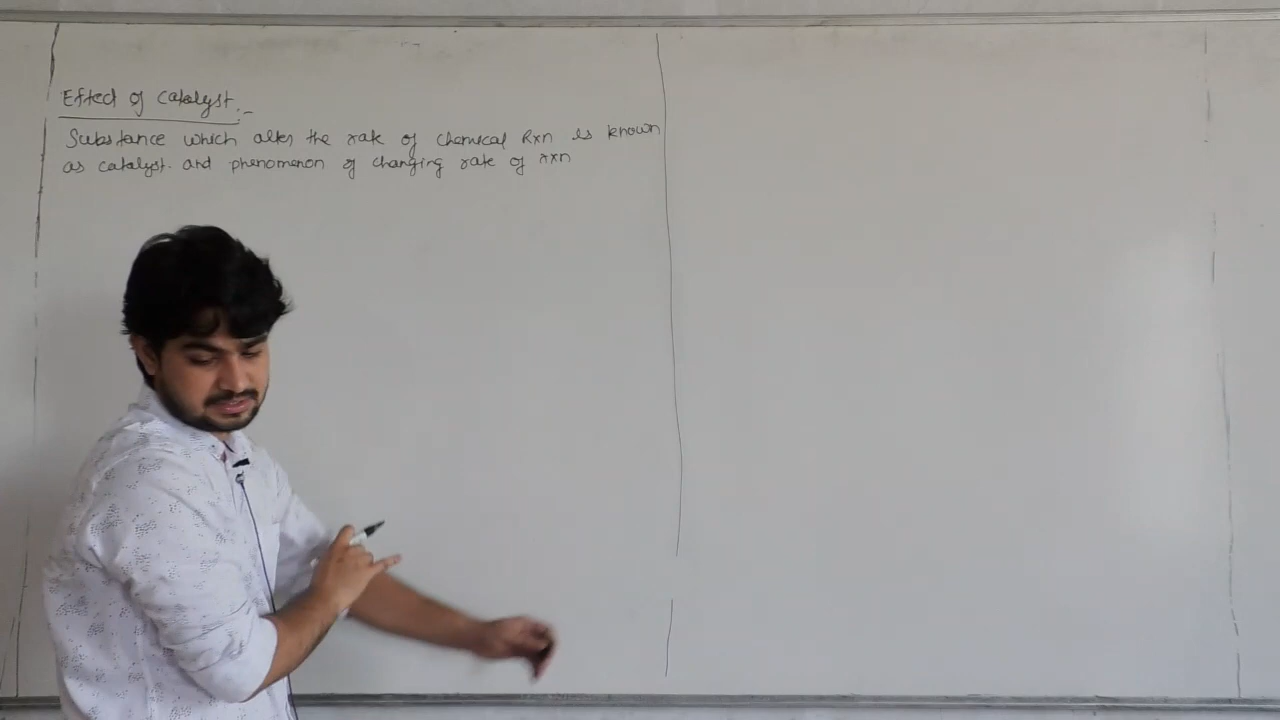 Effect of Catalyst :-
Substance which alters the rate of chemical Rxn is known
as catalyst. and phenomenon of changing rate of rxn